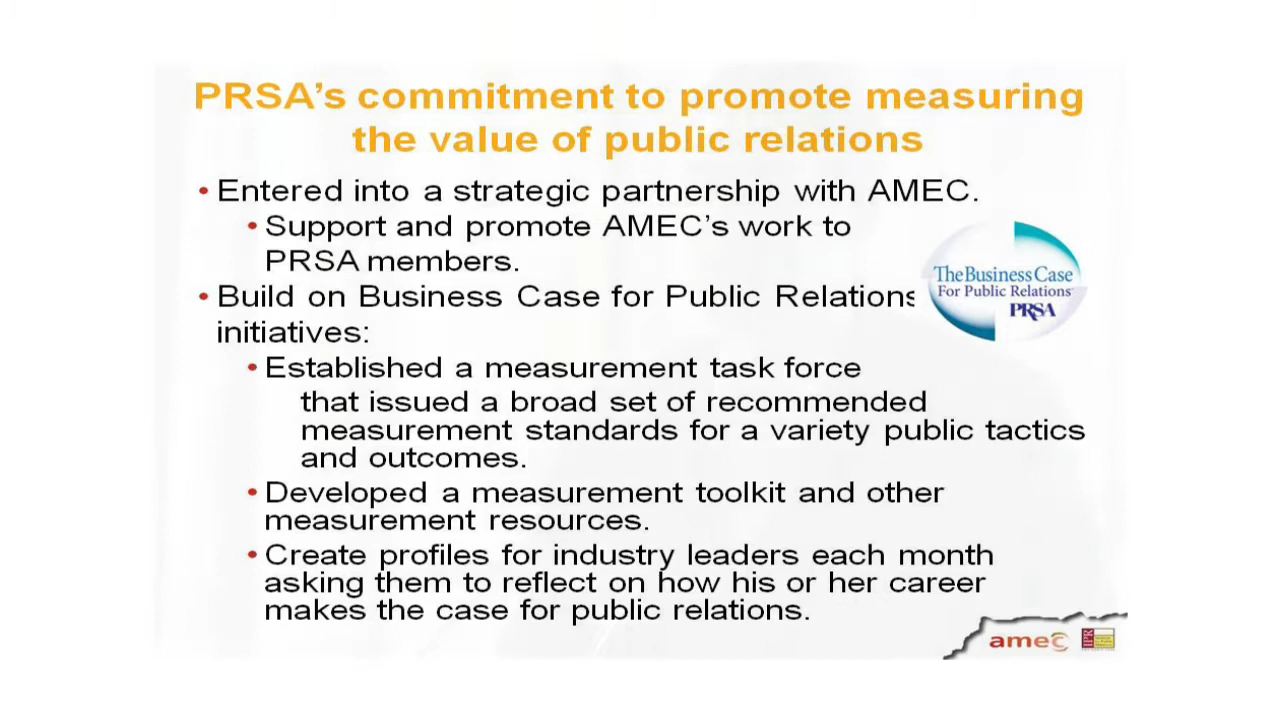 PRSA's commitment to promote measuring
the value of public relations
• Entered into a strategic partnership with AMEC.
• Support and promote AMEC's work to
PRSA members.
• Build on Business Case for Public Relations
initiatives:
The Business Case
For Public Relations
PRSA
• Established a measurement task force
that issued a broad set of recommended
measurement standards for a variety public tactics
and outcomes.
• Developed a measurement toolkit and other
measurement resources.
• Create profiles for industry leaders each month
asking them to reflect on how his or her career
makes the case for public relations.
amec
IPR